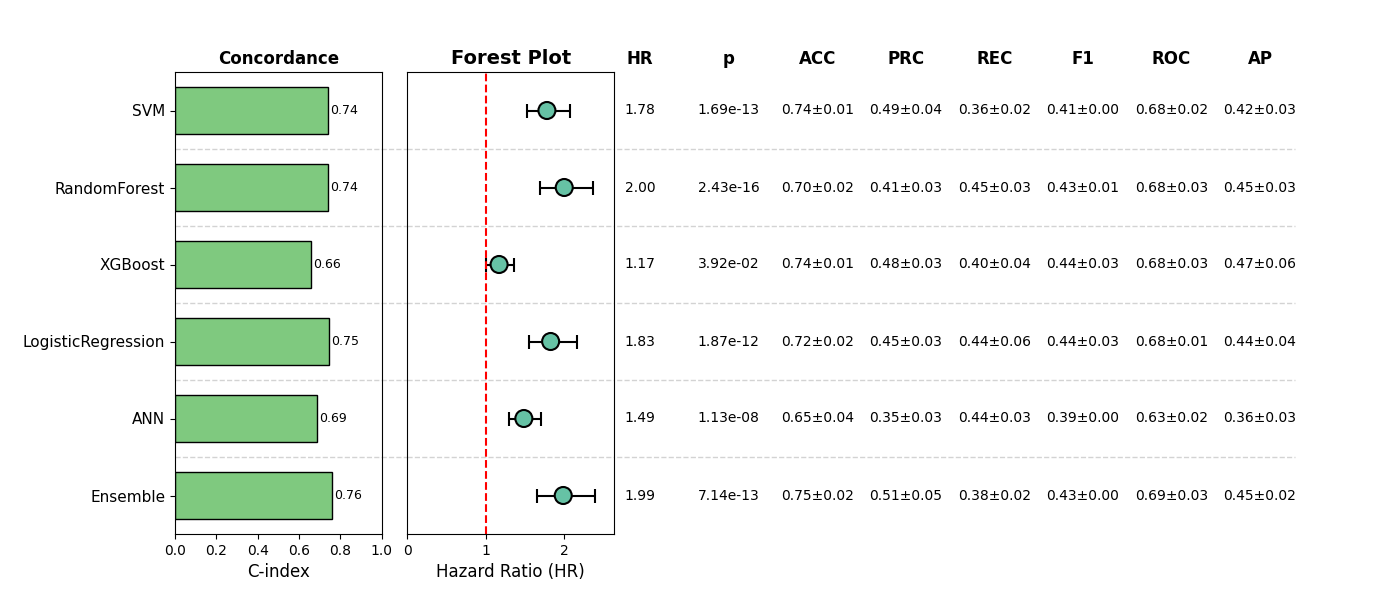 Concordance Forest Plot HR p ACC PRC REC F1 ROC AP
SVM 0.74 1.78 1.69e-13 0.74±0.01 0.49±0.04 0.36±0.02 0.41±0.00 0.68±0.02 0.42±0.03
RandomForest 0.74 2.00 2.43e-16 0.70±0.02 0.41±0.03 0.45±0.03 0.43±0.01 0.68±0.03 0.45±0.03
XGBoost 0.66 1.17 3.92e-02 0.74±0.01 0.48±0.03 0.40±0.04 0.44±0.03 0.68±0.03 0.47±0.06
LogisticRegression 0.75 1.83 1.87e-12 0.72±0.02 0.45±0.03 0.44±0.06 0.44±0.03 0.68±0.01 0.44±0.04
ANN 0.69 1.49 1.13e-08 0.65±0.04 0.35±0.03 0.44±0.03 0.39±0.00 0.63±0.02 0.36±0.03
Ensemble 0.76 1.99 7.14e-13 0.75±0.02 0.51±0.05 0.38±0.02 0.43±0.00 0.69±0.03 0.45±0.02
0.0 0.2 0.4 0.6 0.8 1.0 0 1 2
C-index Hazard Ratio (HR)